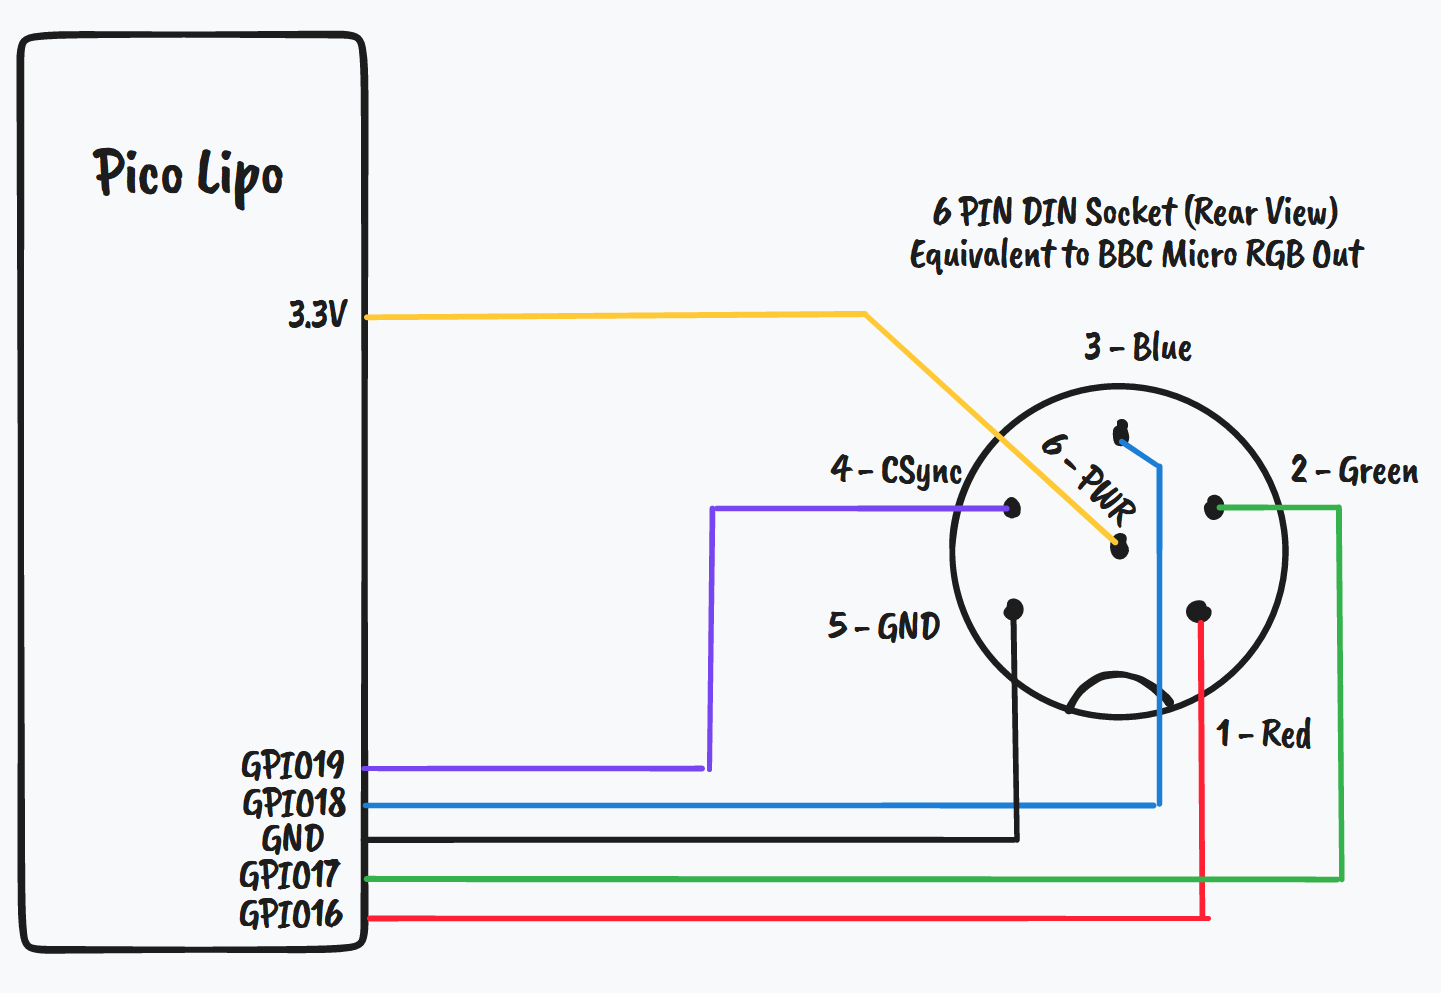 Pico Lipo
6 PIN DIN Socket (Rear View)
Equivalent to BBC Micro RGB Out
3.3V
3 - Blue
6 - PWR
4 - CSync
2 - Green
5 - GND
1 - Red
GPIO19
GPIO18
GND
GPIO17
GPIO16